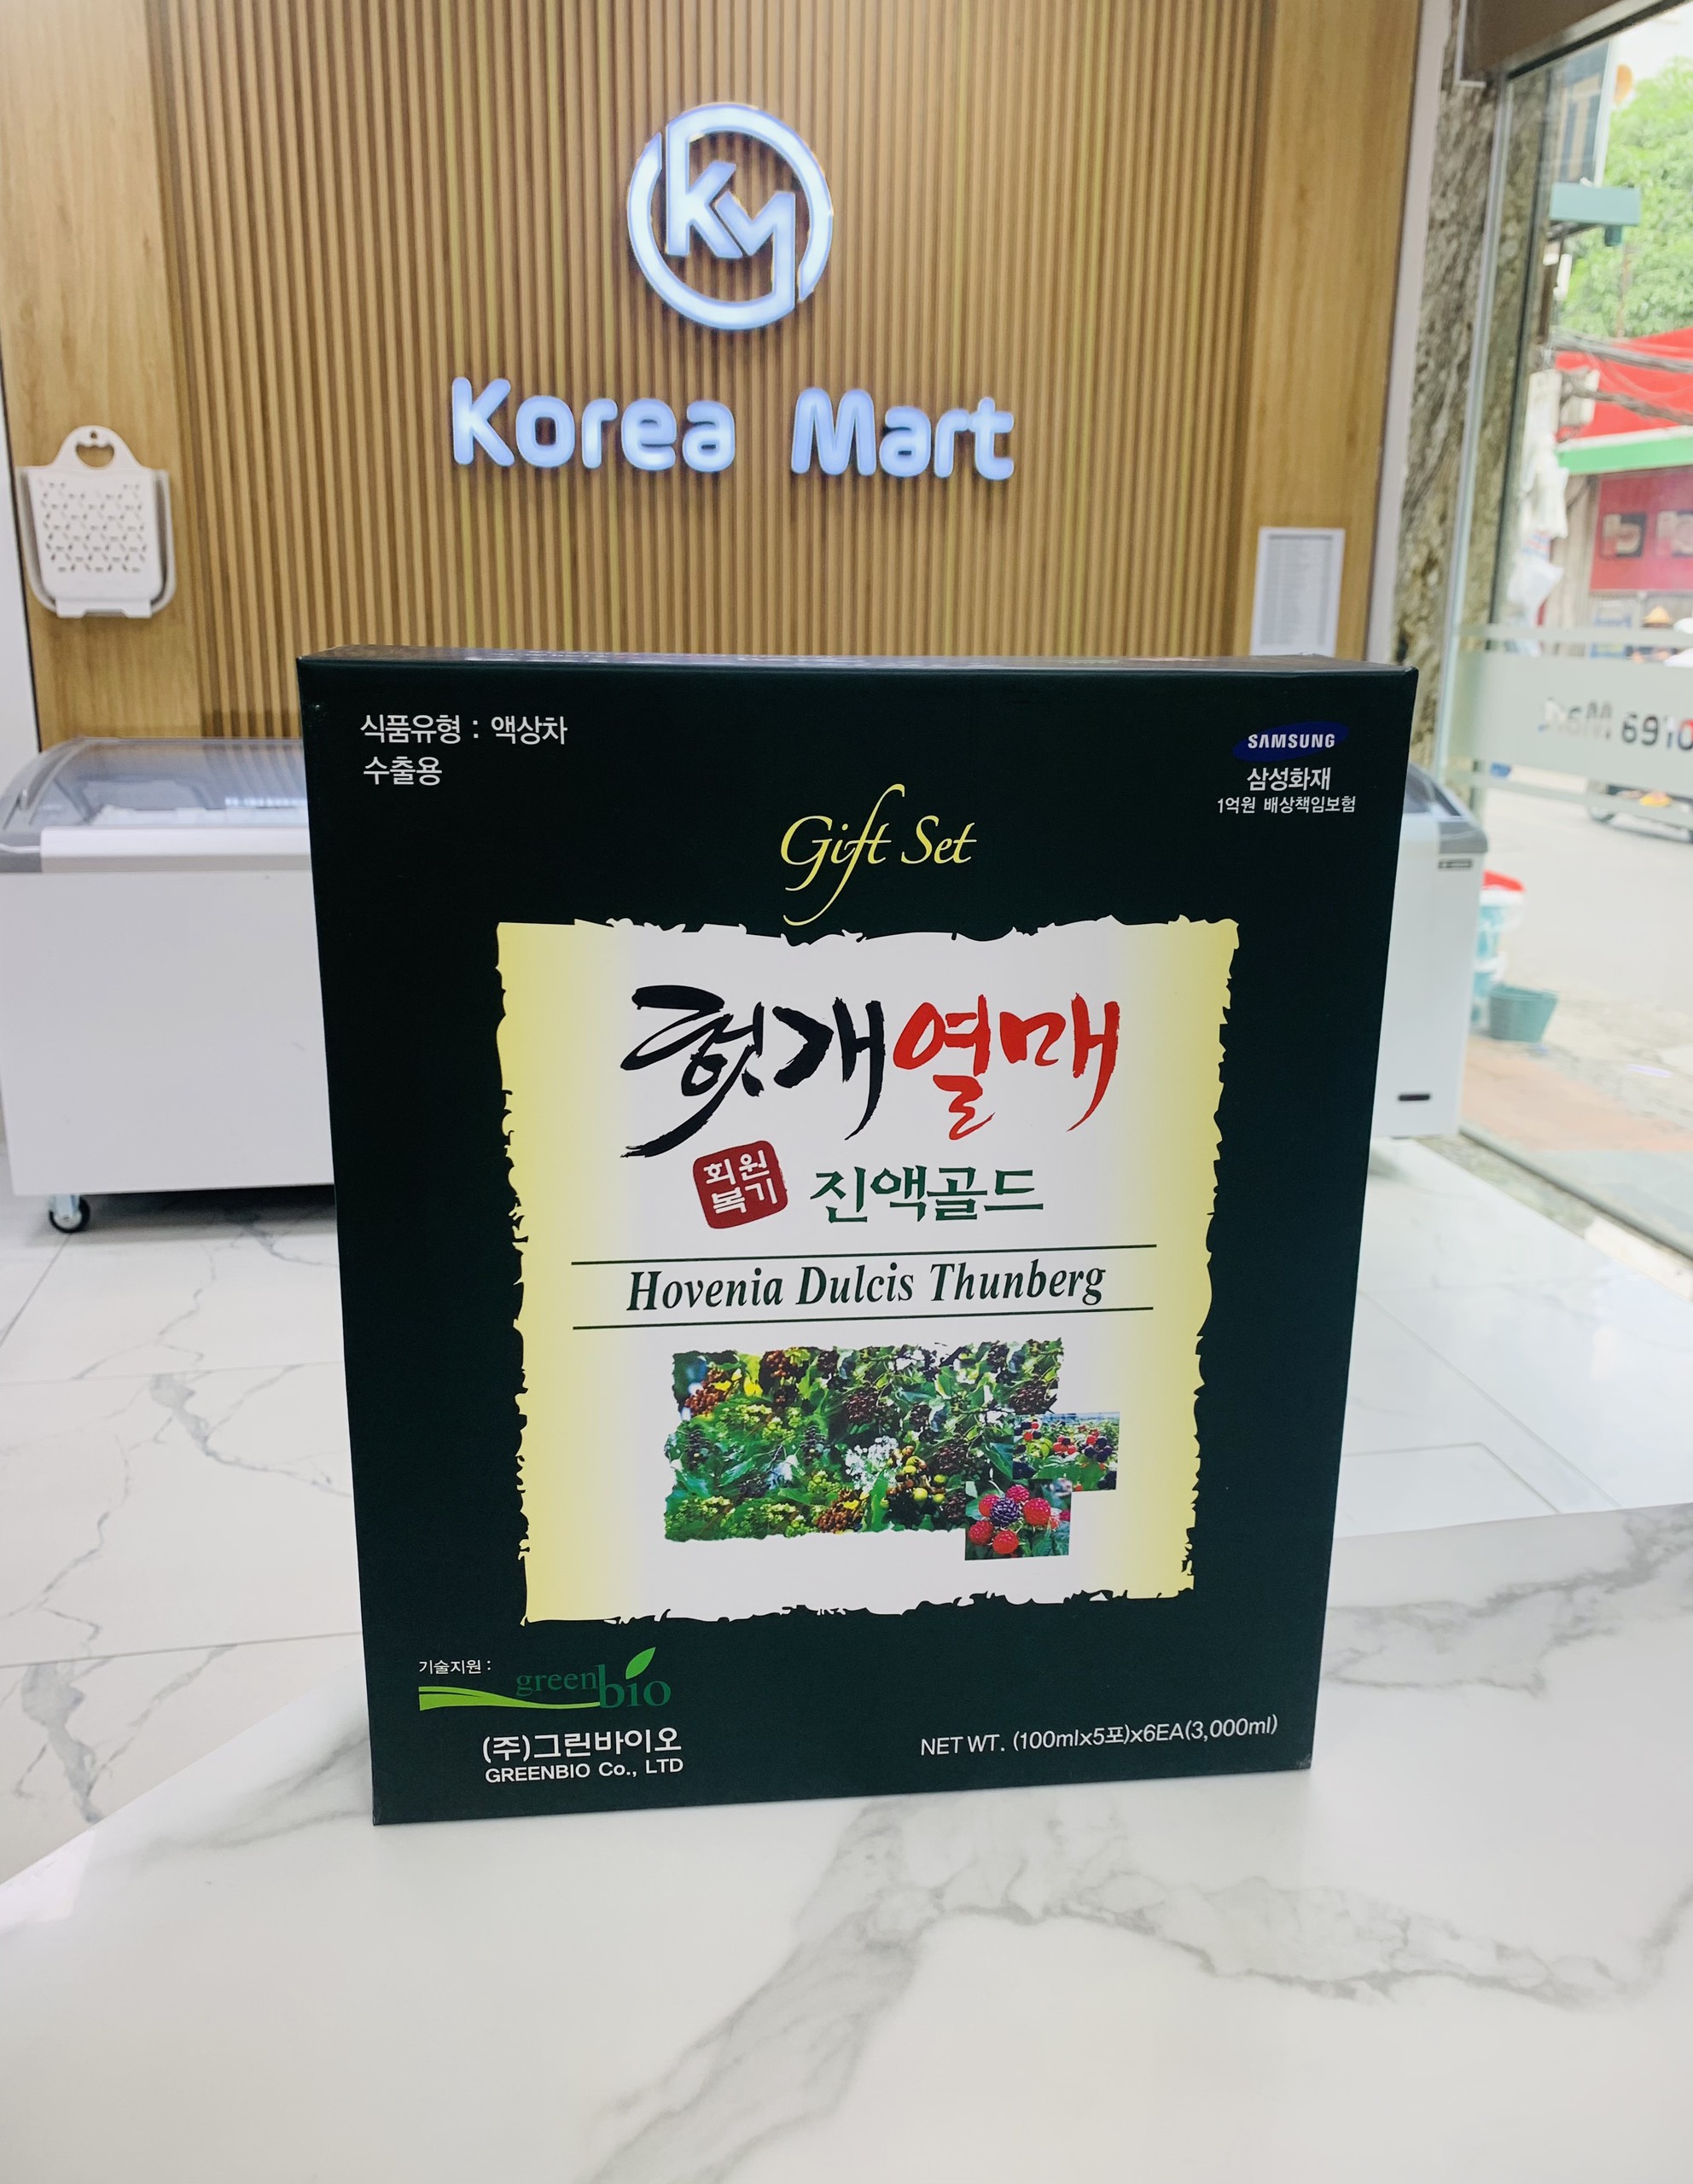 KM
Korea Mart
식품유형 : 액상차
수출용
SAMSUNG
삼성화재
1억원 배상책임보험
Gift Set
헛개열매
회원
복기
진액골드
Hovenia Dulcis Thunberg
기술지원 :
greenbio
(주)그린바이오
GREENBIO Co., LTD
NET WT. (100mlx5포)x6EA(3,000ml)